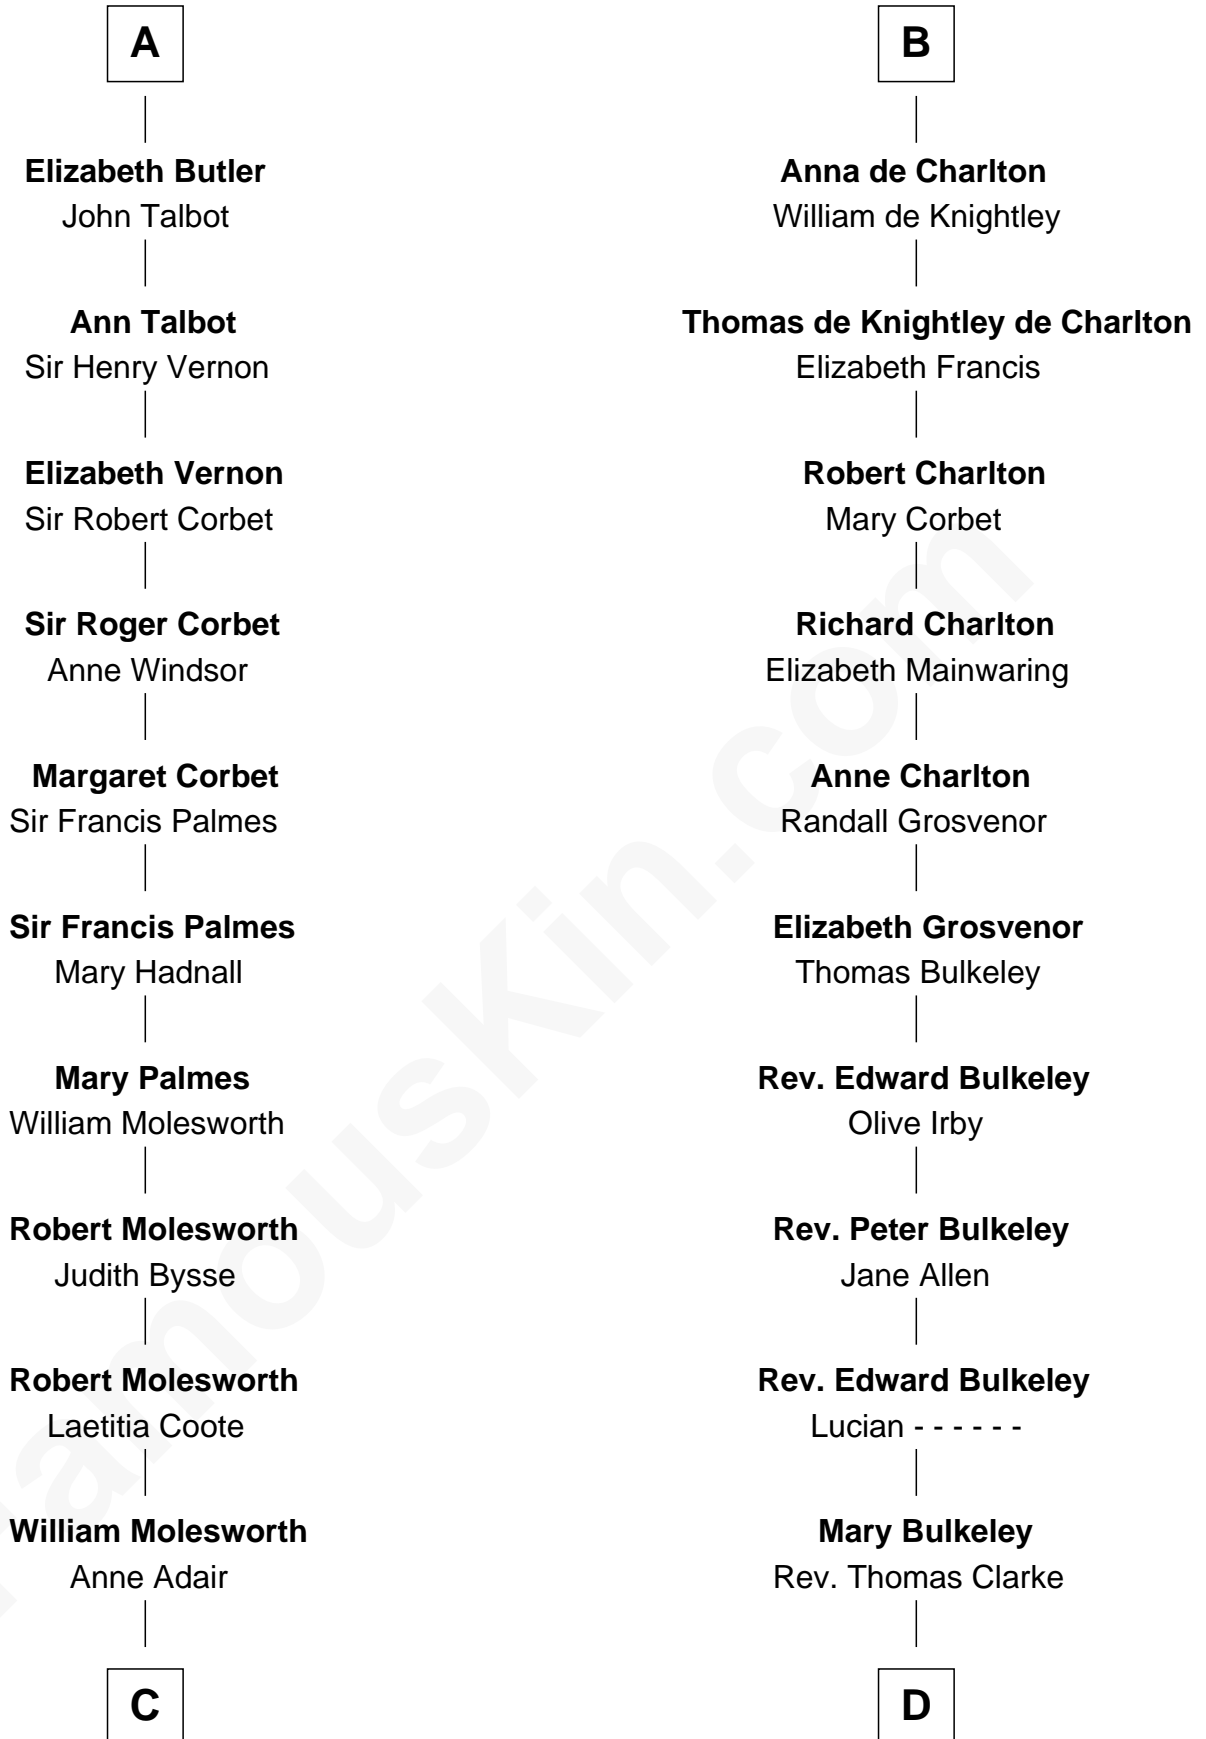 A
Elizabeth Butler
John Talbot
Ann Talbot
Sir Henry Vernon
Elizabeth Vernon
Sir Robert Corbet
Sir Roger Corbet
Anne Windsor
Margaret Corbet
Sir Francis Palmes
Sir Francis Palmes
Mary Hadnall
Mary Palmes
William Molesworth
Robert Molesworth
Judith Bysse
Robert Molesworth
Laetitia Coote
William Molesworth
Anne Adair
C
B
Anna de Charlton
William de Knightley
Thomas de Knightley de Charlton
Elizabeth Francis
Robert Charlton
Mary Corbet
Richard Charlton
Elizabeth Mainwaring
Anne Charlton
Randall Grosvenor
Elizabeth Grosvenor
Thomas Bulkeley
Rev. Edward Bulkeley
Olive Irby
Rev. Peter Bulkeley
Jane Allen
Rev. Edward Bulkeley
Lucian - - - - - -
Mary Bulkeley
Rev. Thomas Clarke
D
FamousKin.com